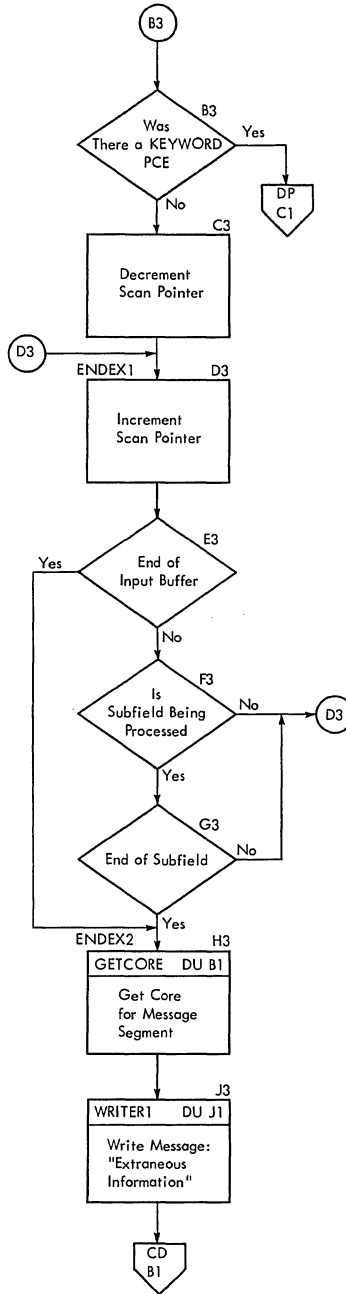 B3
B3
Was
There a KEYWORD
PCE
Yes
DP
C1
No
C3
Decrement
Scan Pointer
D3
ENDEX1
D3
Increment
Scan Pointer
E3
Yes
End of
Input Buffer
No
F3
Is
Subfield Being
Processed
No
D3
Yes
G3
End of Subfield
No
Yes
ENDEX2
H3
GETCORE DU B1
Get Core
for Message
Segment
J3
WRITER1 DU J1
Write Message:
"Extraneous
Information"
CD
B1